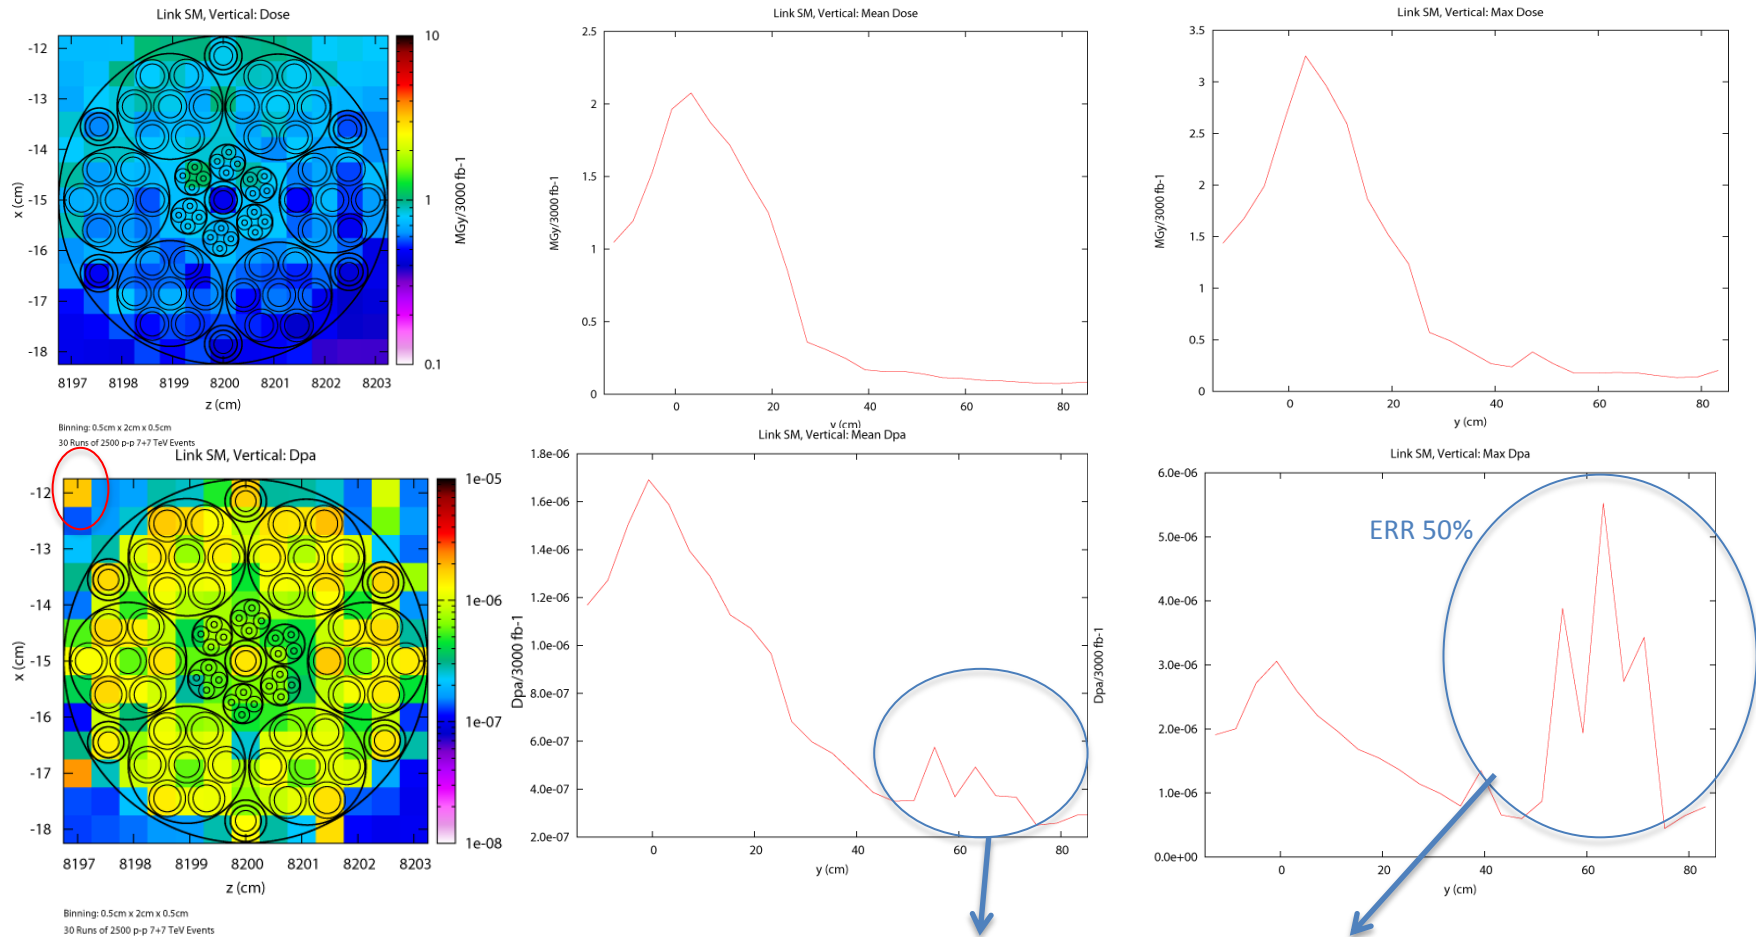 Link SM, Vertical: Dose
-12
-13
-14
-15
-16
-17
-18
x (cm)
8197 8198 8199 8200 8201 8202 8203
z (cm)
10
1
0.1
MGy/3000 fb-1
Binning: 0.5cm x 2cm x 0.5cm
30 Runs of 2500 p-p 7+7 TeV Events
Link SM, Vertical: Mean Dose
2.5
2
1.5
1
0.5
0
MGy/3000 fb-1
0 20 40 60 80
y (cm)
Link SM, Vertical: Max Dose
3.5
3
2.5
2
1.5
1
0.5
0
MGy/3000 fb-1
0 20 40 60 80
y (cm)
Link SM, Vertical: Dpa
-12
-13
-14
-15
-16
-17
-18
x (cm)
8197 8198 8199 8200 8201 8202 8203
z (cm)
1e-05
1e-06
1e-07
1e-08
Dpa/3000 fb-1
Binning: 0.5cm x 2cm x 0.5cm
30 Runs of 2500 p-p 7+7 TeV Events
Link SM, Vertical: Mean Dpa
1.8e-06
1.6e-06
1.4e-06
1.2e-06
1.0e-06
8.0e-07
6.0e-07
4.0e-07
2.0e-07
0 20 40 60 80
y (cm)
Link SM, Vertical: Max Dpa
6.0e-06
5.0e-06
4.0e-06
3.0e-06
2.0e-06
1.0e-06
0.0e+00
Dpa/3000 fb-1
ERR 50%
0 20 40 60 80
y (cm)